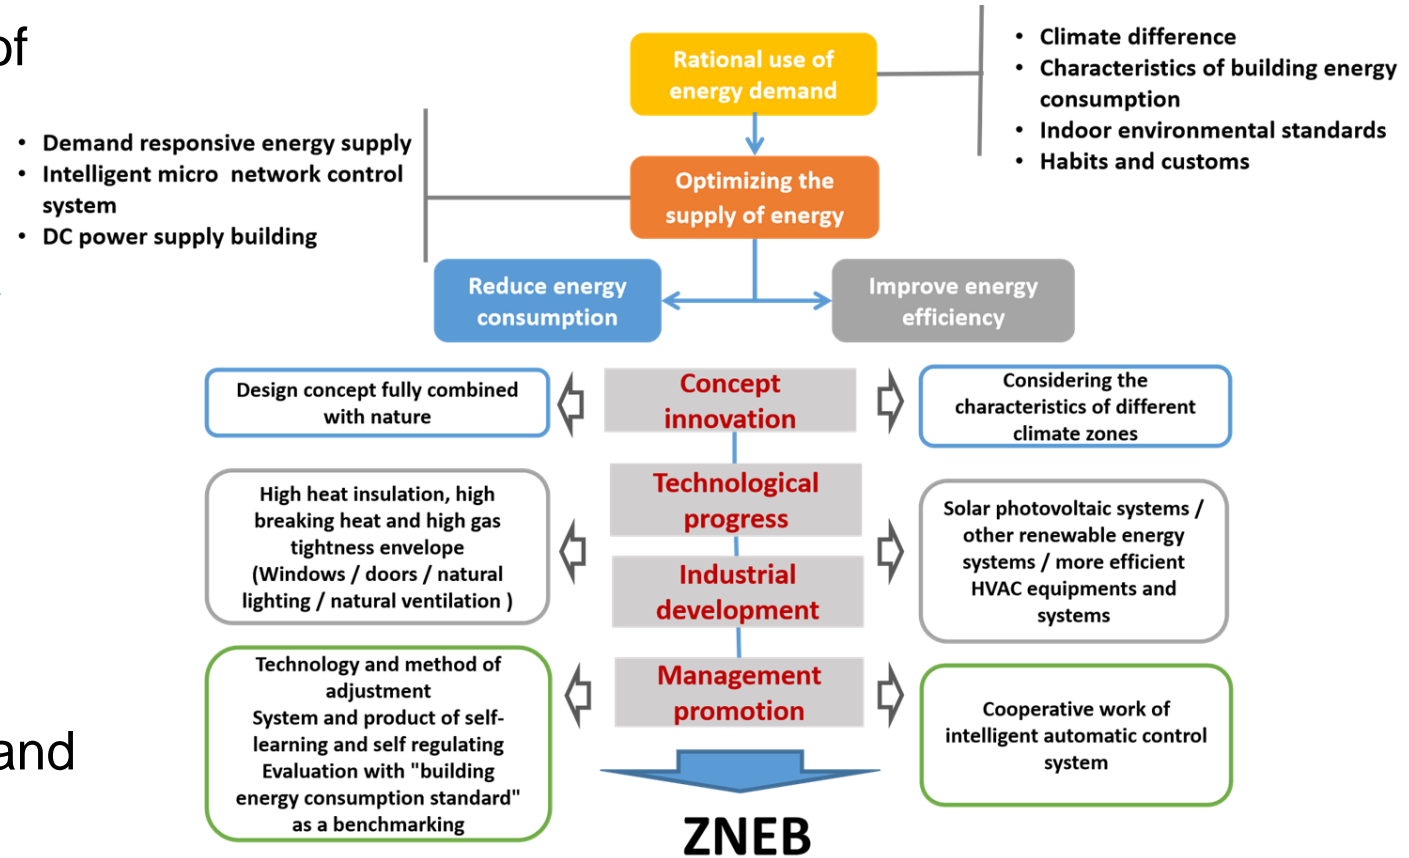 of
Rational use of
energy demand
• Climate difference
• Characteristics of building energy
consumption
• Indoor environmental standards
• Habits and customs
• Demand responsive energy supply
• Intelligent micro network control
system
• DC power supply building
Optimizing the
supply of energy
Reduce energy
consumption
Improve energy
efficiency
Design concept fully combined
with nature
Concept
innovation
Considering the
characteristics of different
climate zones
High heat insulation, high
breaking heat and high gas
tightness envelope
(Windows / doors / natural
lighting / natural ventilation )
Technological
progress
Industrial
development
Solar photovoltaic systems /
other renewable energy
systems / more efficient
HVAC equipments and
systems
Technology and method of
adjustment
System and product of self-
learning and self regulating
Evaluation with "building
energy consumption standard"
as a benchmarking
Management
promotion
Cooperative work of
intelligent automatic control
system
and
ZNEB